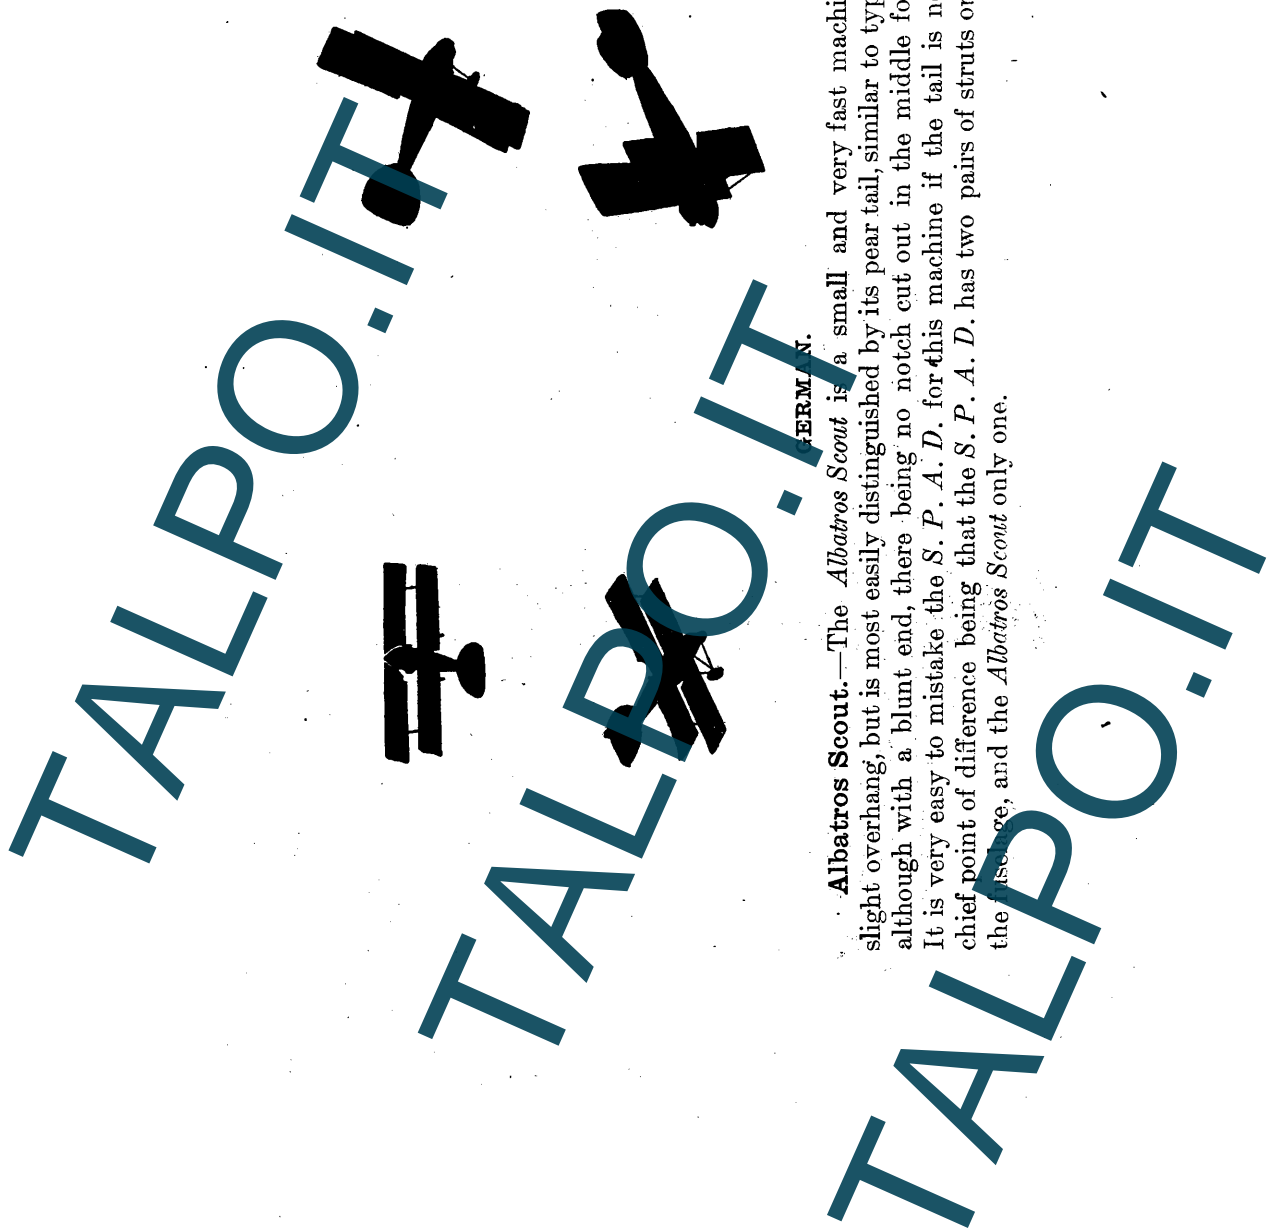 GERMAN.
Albatros Scout.—The Albatros Scout is a small and very fast machi
slight overhang, but is most easily distinguished by its pear tail, similar to typ
although with a blunt end, there being no notch cut out in the middle fo
It is very easy to mistake the S. P. A. D. for this machine if the tail is n
chief point of difference being that the S. P. A. D. has two pairs of struts o
the fuselage, and the Albatros Scout only one.
TALPO.IT
TALPO.IT
TALPO.IT